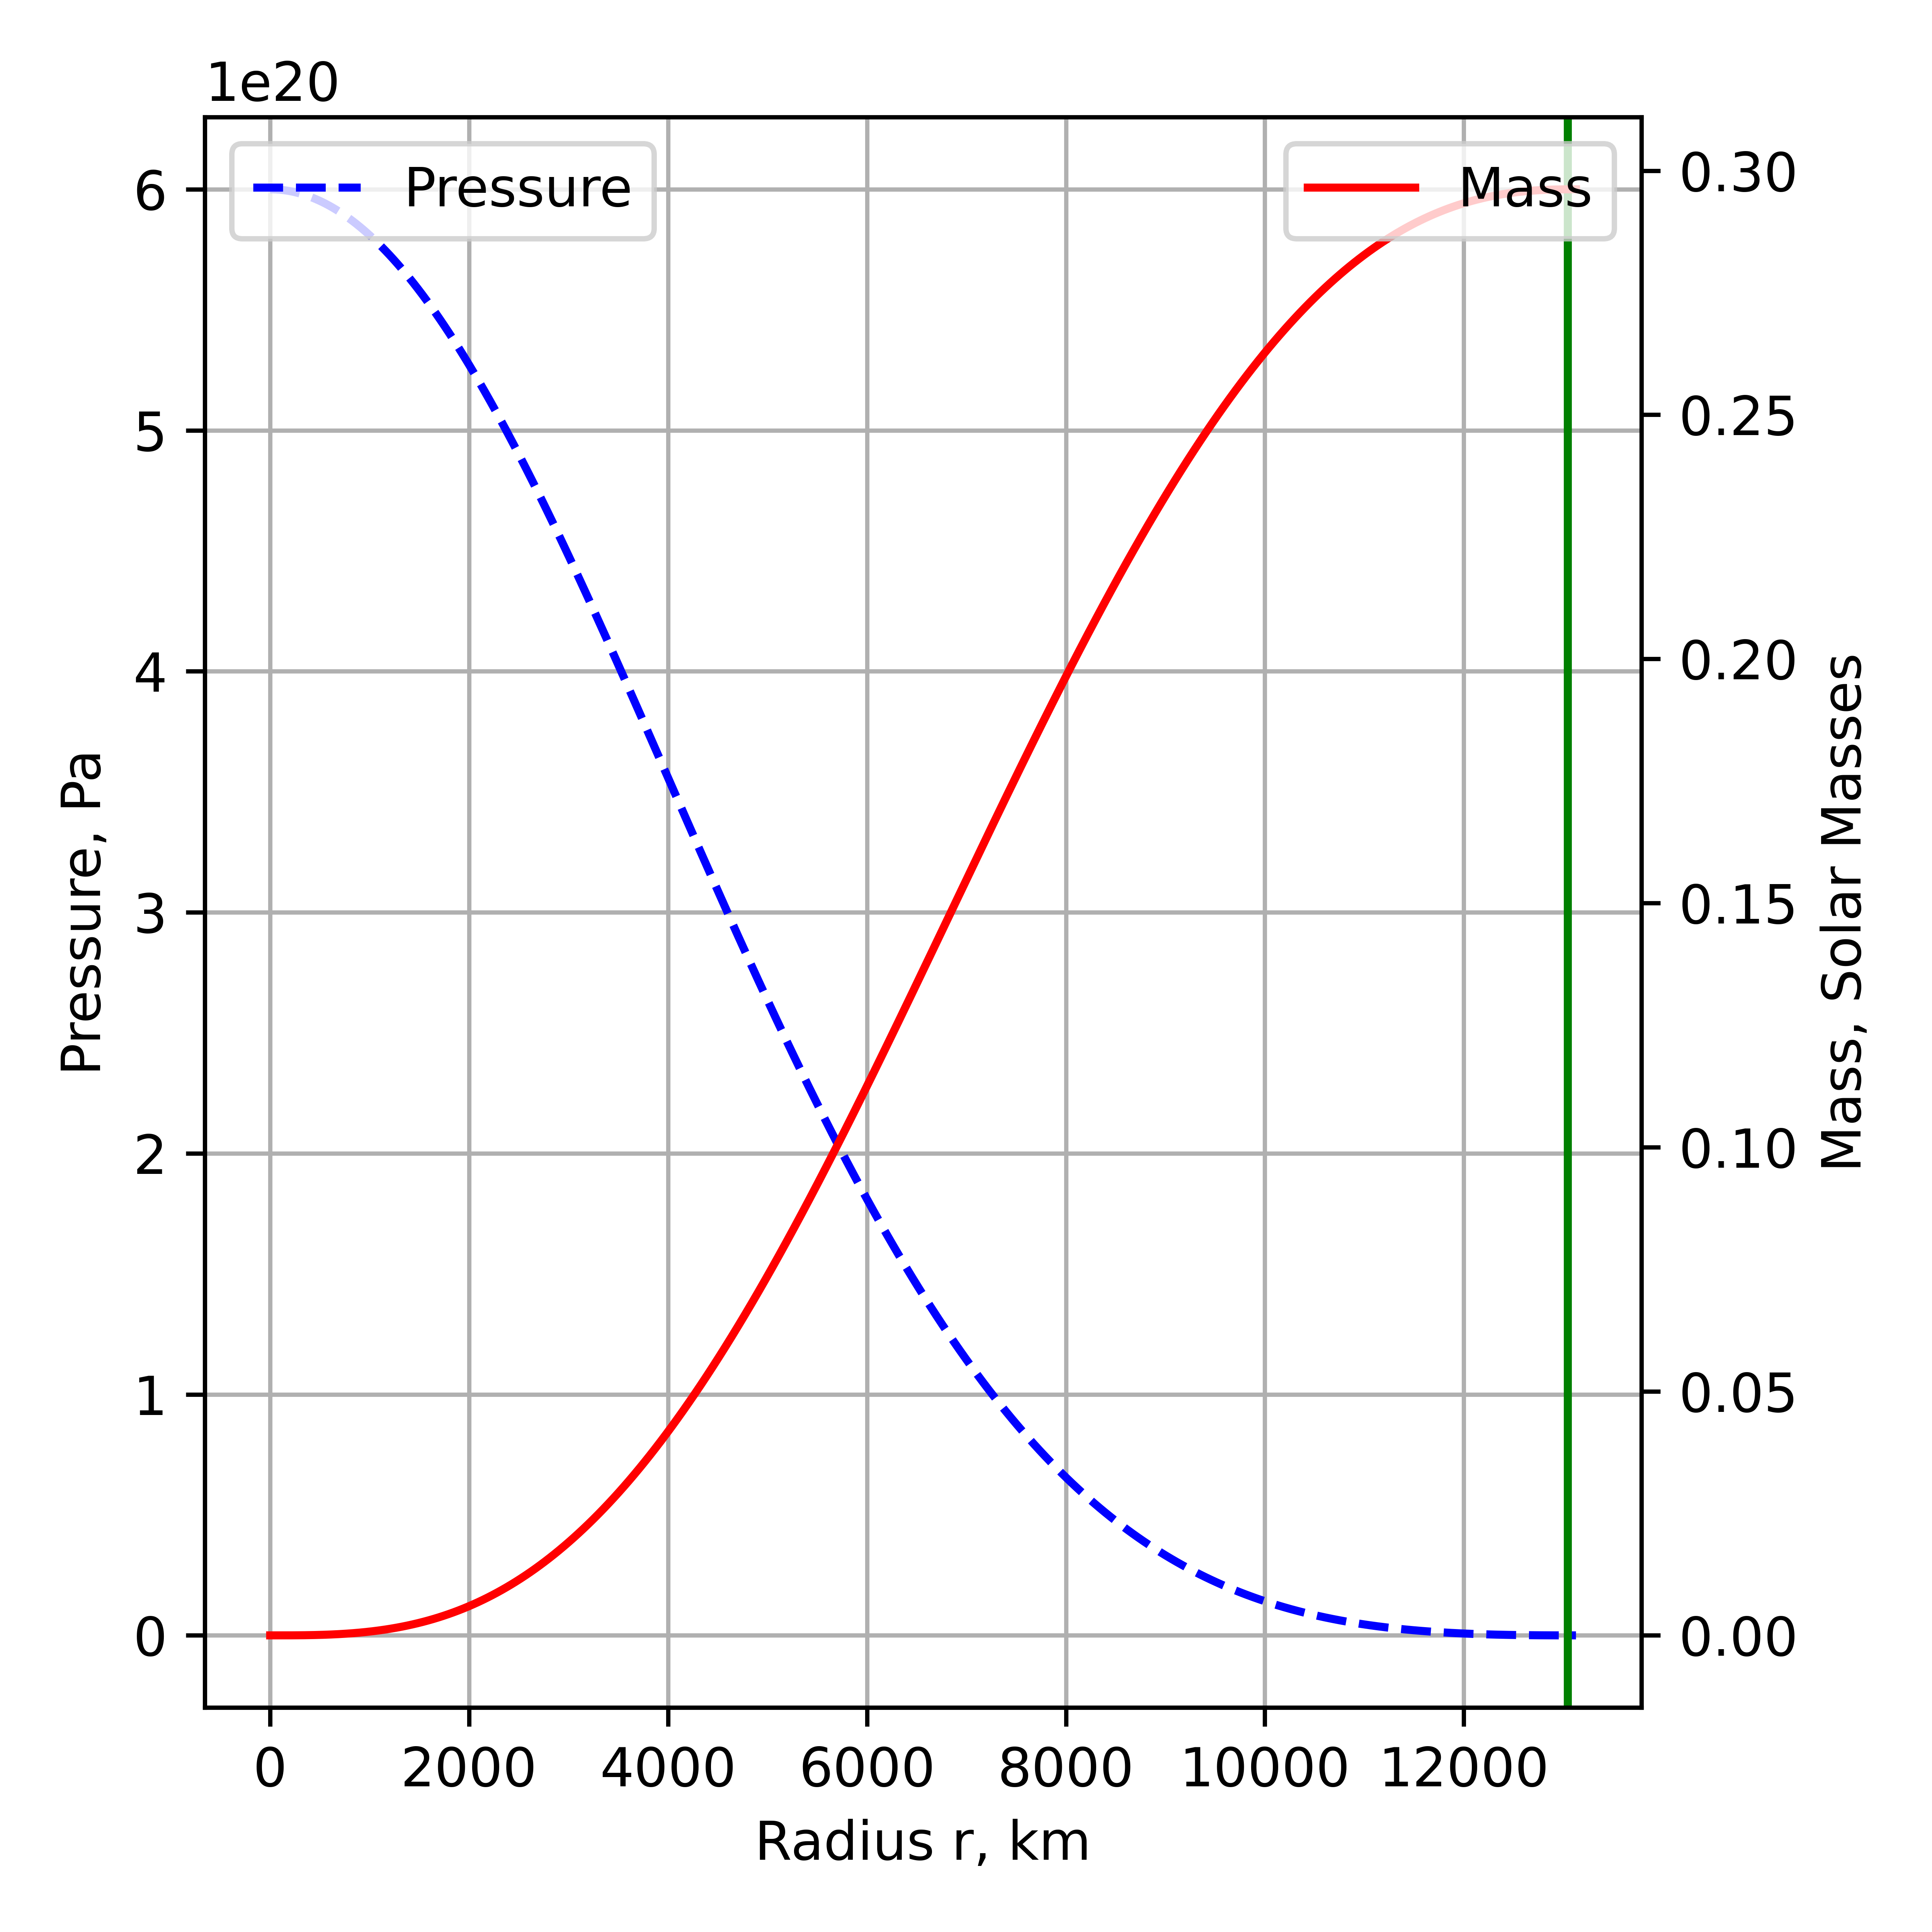 1e20
Pressure
Mass
6
5
4
3
2
1
0
Pressure, Pa
0.30
0.25
0.20
0.15
0.10
0.05
0.00
Mass, Solar Masses
0 2000 4000 6000 8000 10000 12000
Radius r, km